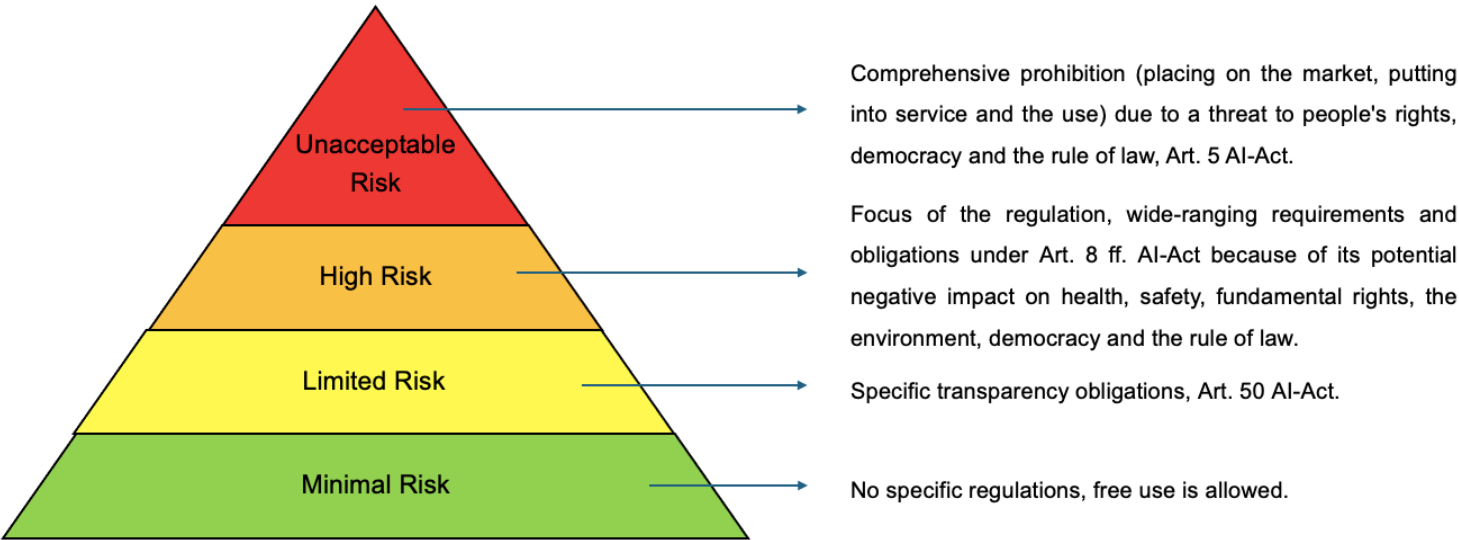 Unacceptable
Risk
Comprehensive prohibition (placing on the market, putting
into service and the use) due to a threat to people's rights,
democracy and the rule of law, Art. 5 AI-Act.
High Risk
Focus of the regulation, wide-ranging requirements and
obligations under Art. 8 ff. AI-Act because of its potential
negative impact on health, safety, fundamental rights, the
environment, democracy and the rule of law.
Limited Risk
Specific transparency obligations, Art. 50 AI-Act.
Minimal Risk
No specific regulations, free use is allowed.